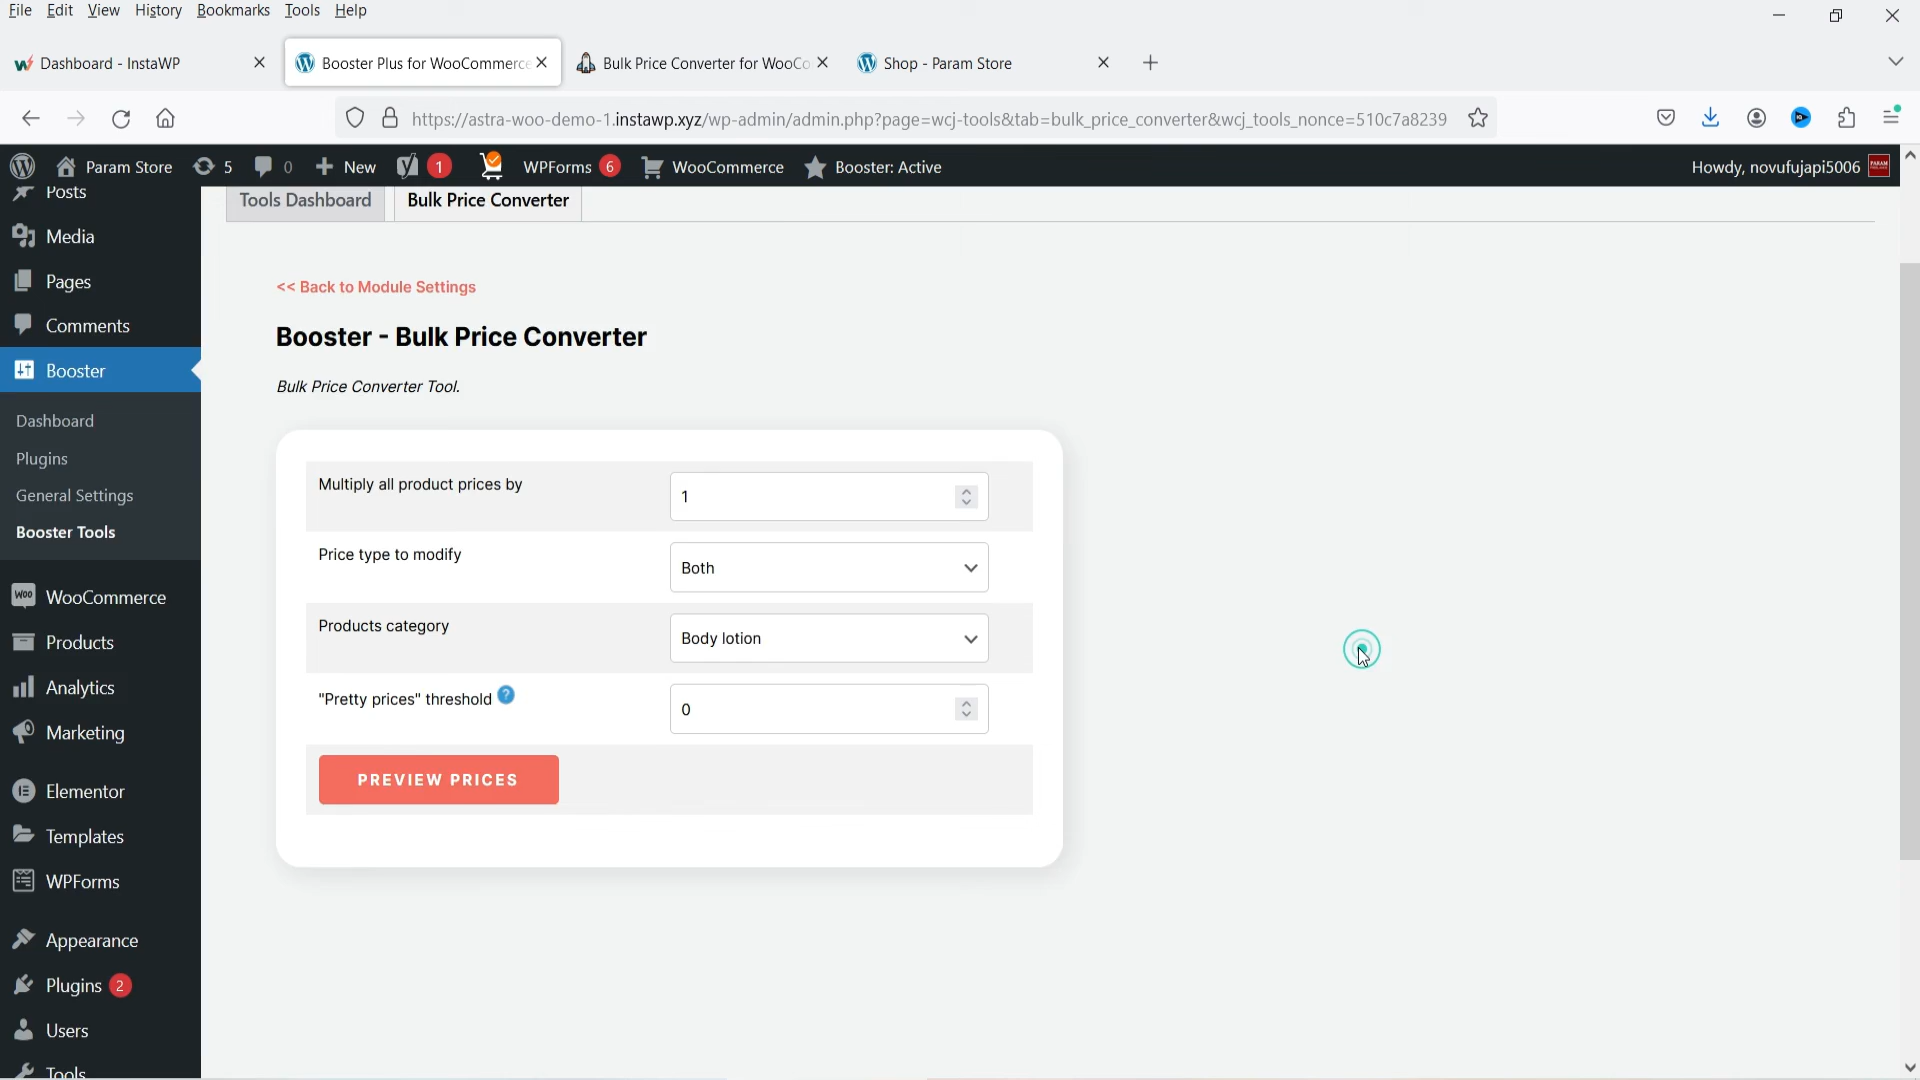 File Edit View History Bookmarks Tools Help
Dashboard - InstaWP
Booster Plus for WooCommerce
Bulk Price Converter for WooCo
Shop - Param Store
https://astra-woo-demo-1.instawp.xyz/wp-admin/admin.php?page=wcj-tools&tab=bulk_price_converter&wcj_tools_nonce=510c7a8239
Param Store 5 0 New 1 WPForms 6 WooCommerce Booster: Active Howdy, novufujapi5006
Posts
Media
Pages
Comments
Booster
Dashboard
Plugins
General Settings
Booster Tools
WooCommerce
Products
Analytics
Marketing
Elementor
Templates
WPForms
Appearance
Plugins 2
Users
Tools
Tools Dashboard
Bulk Price Converter
<< Back to Module Settings
Booster - Bulk Price Converter
Bulk Price Converter Tool.
Multiply all product prices by 1
Price type to modify Both
Products category Body lotion
"Pretty prices" threshold ? 0
PREVIEW PRICES